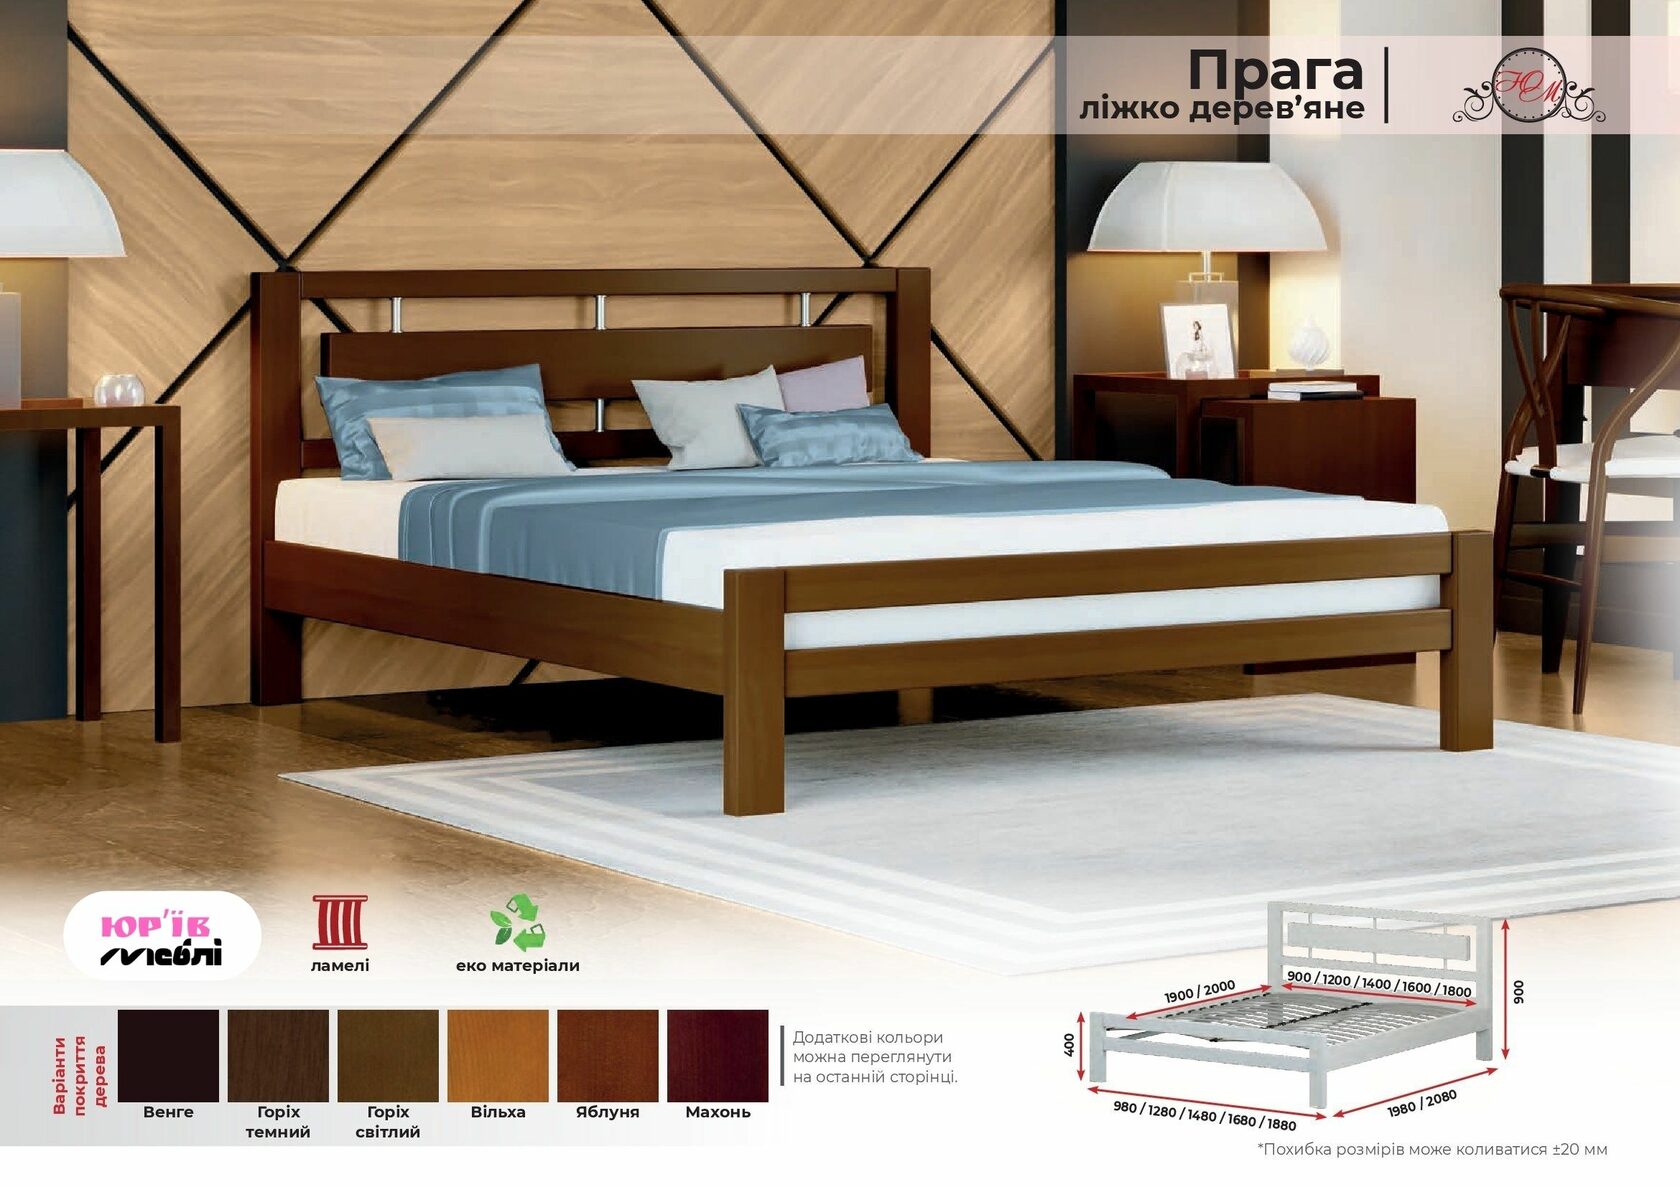 Прага
ліжко дерев’яне
ЮМ
ЮР’ЇВ
меблі
ламелі
еко матеріали
Варіанти
покриття
дерева
Венге
Горіх
темний
Горіх
світлий
Вільха
Яблуня
Махонь
Додаткові кольори
можна переглянути
на останній сторінці.
1900 / 2000
900 / 1200 / 1400 / 1600 / 1800
900
400
980 / 1280 / 1480 / 1680 / 1880
1980 / 2080
*Похибка розмірів може коливатися ±20 мм